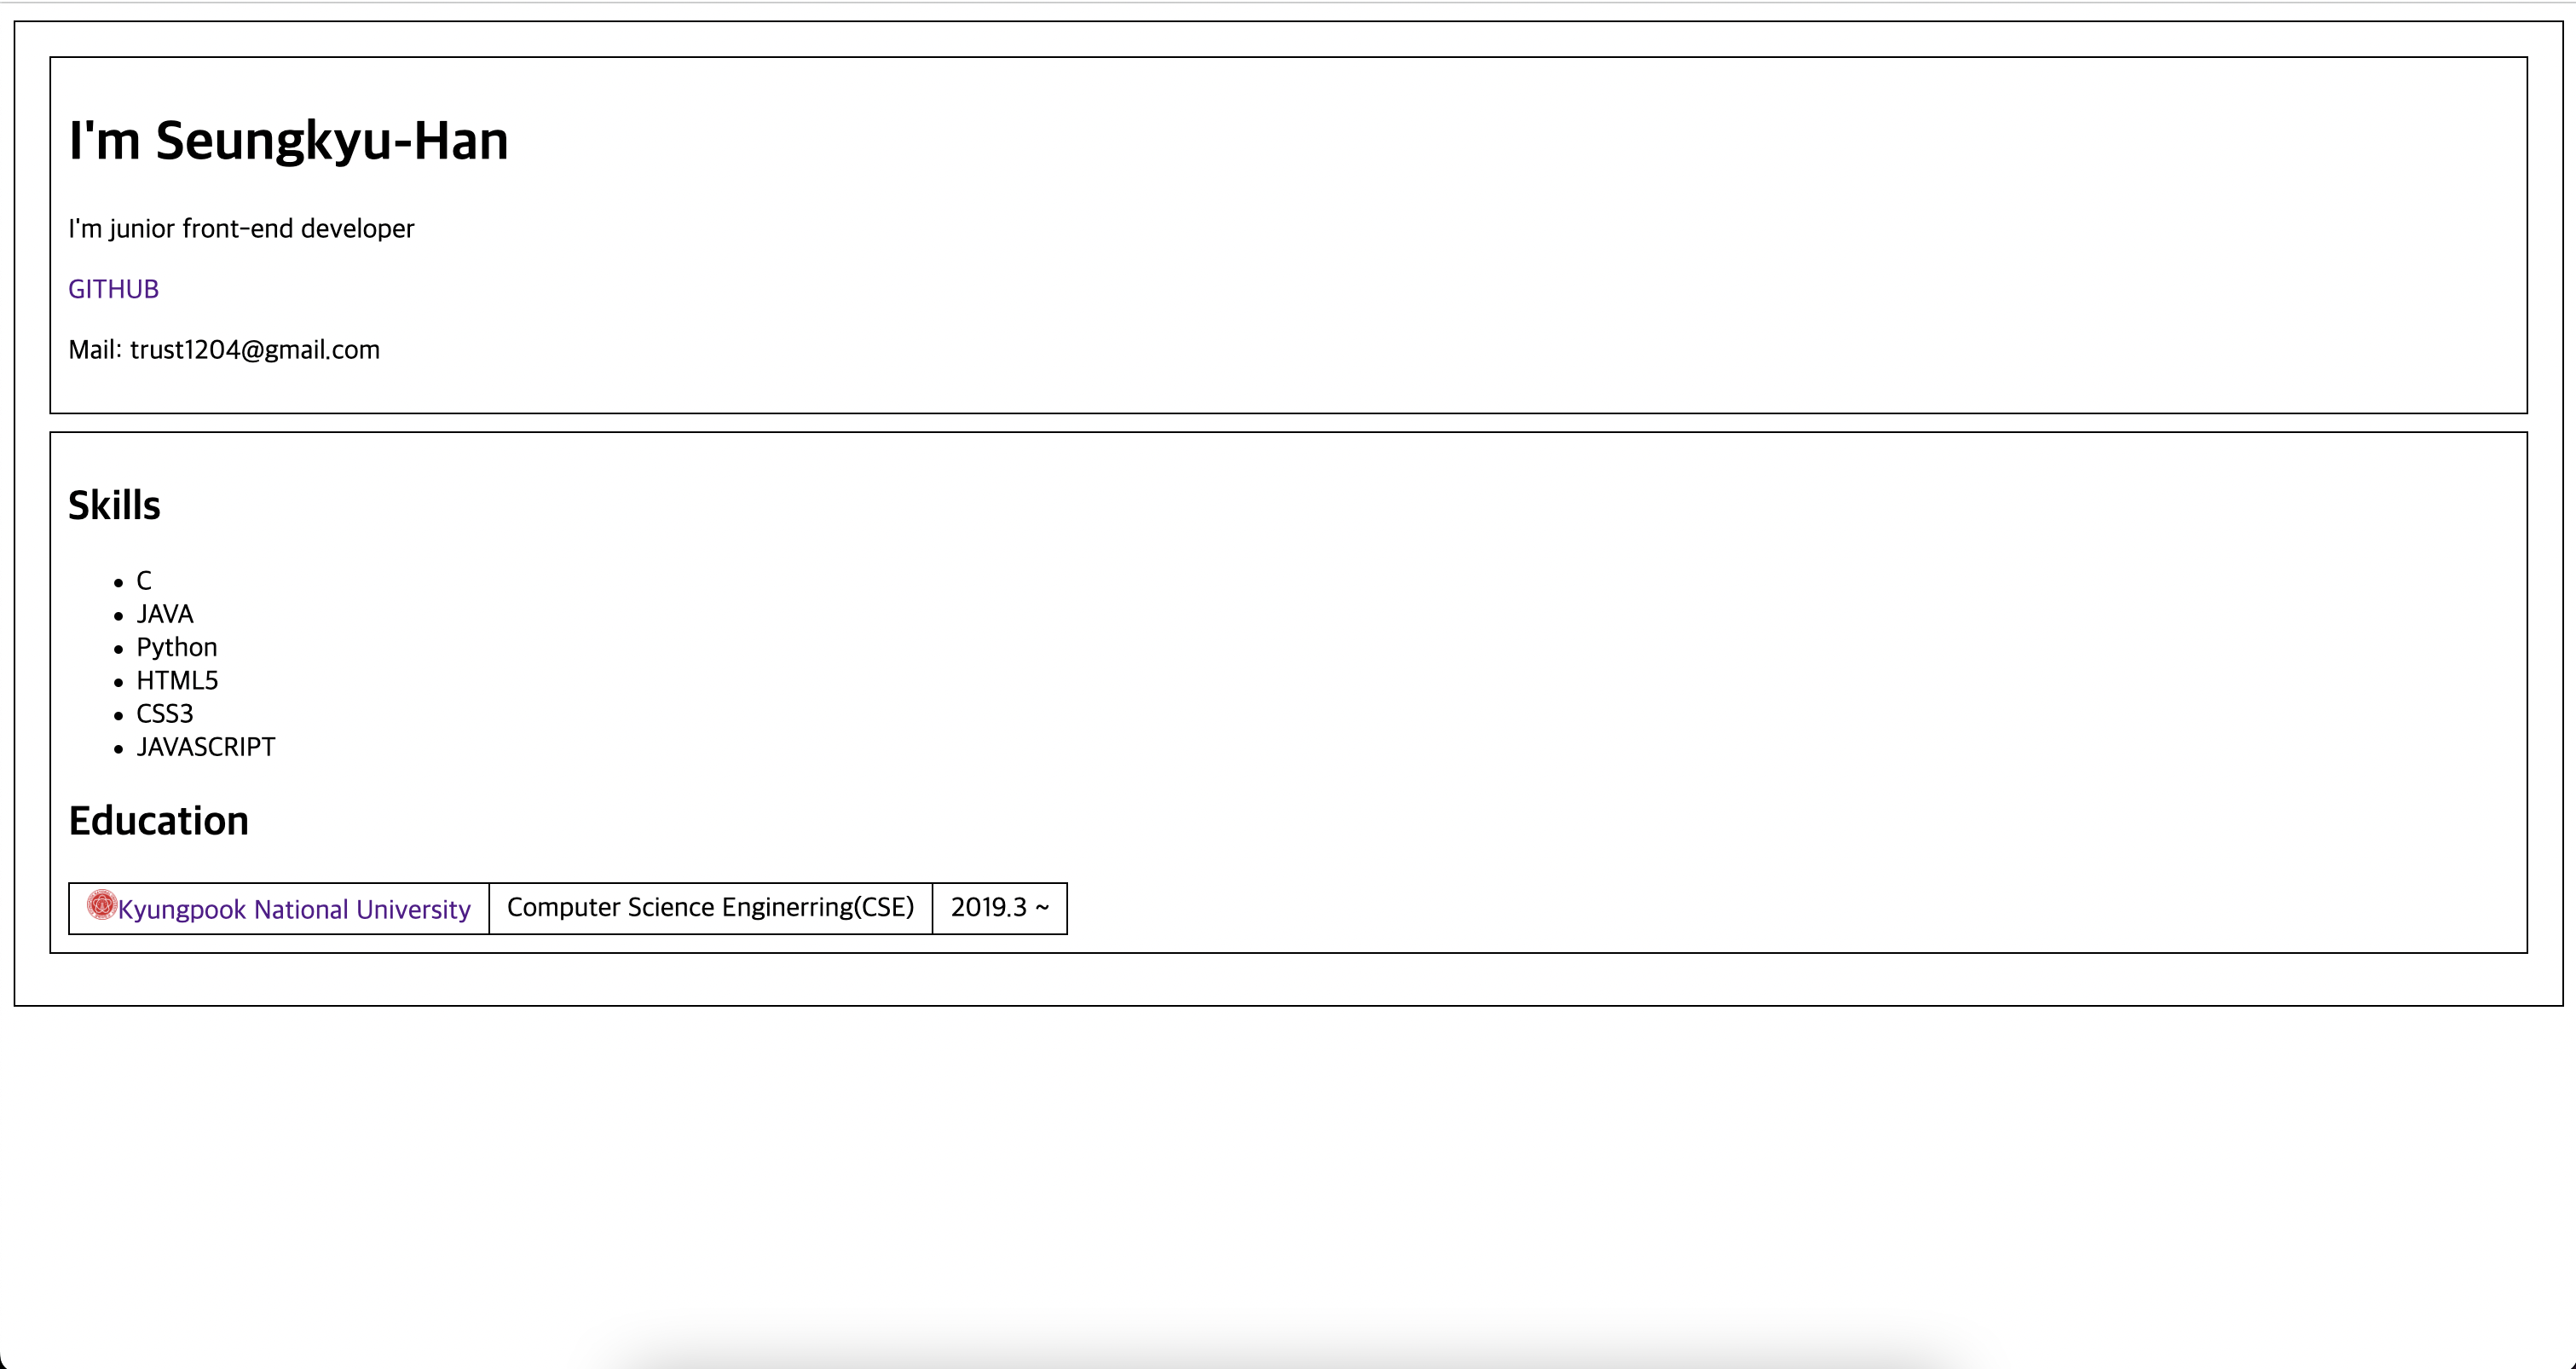 I'm Seungkyu-Han
I'm junior front-end developer
GITHUB
Mail: trust1204@gmail.com
Skills
C
JAVA
Python
HTML5
CSS3
JAVASCRIPT
Education
Kyungpook National University Computer Science Enginerring(CSE) 2019.3 ~